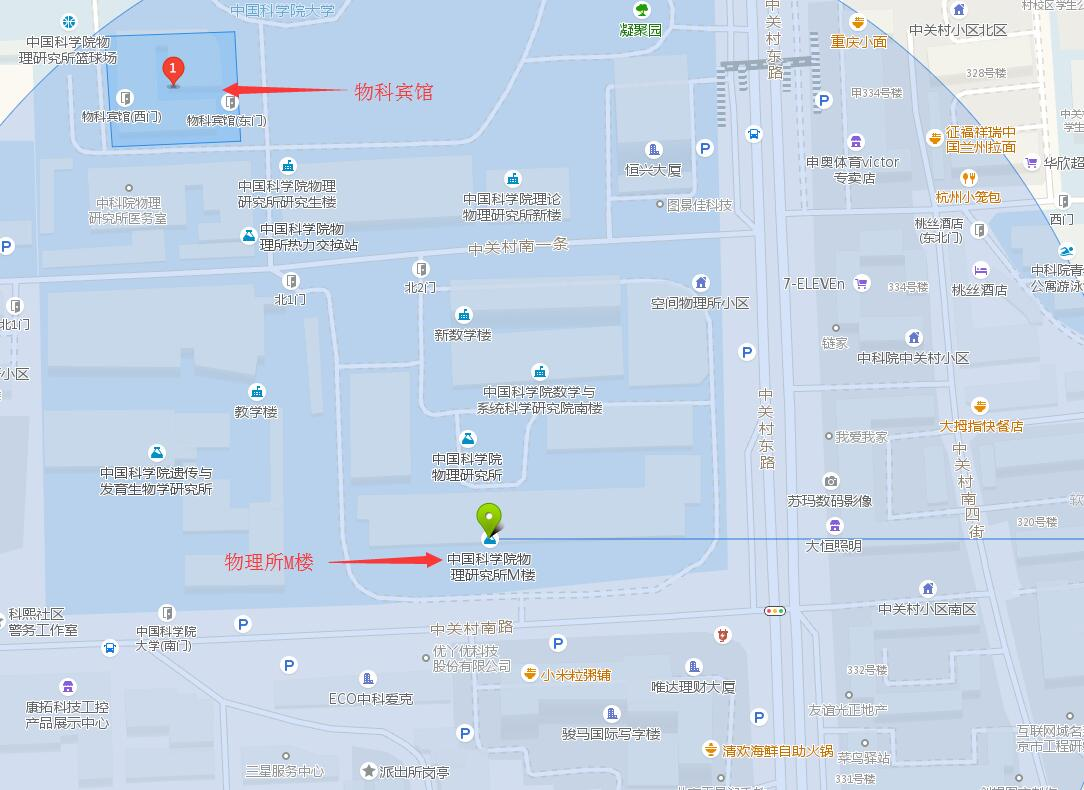 中国科学院大学
中国科学院物
理研究所篮球场
1
物科宾馆
物科宾馆(西门)
物科宾馆(东门)
凝聚园
中关村东路
重庆小面
中关村小区北区
328号楼
甲334号楼
P
征福祥瑞中
国兰州拉面
华欣超
恒兴大厦
P
申奥体育victor
专卖店
杭州小笼包
中科院物理
研究所医务室
中国科学院物理
研究所研究生楼
中国科学院理论
物理研究所新楼
图景佳科技
西门
桃丝酒店
(东北门)
中国科学院物
理所热力交换站
P
中关村南一条
北1门
北2门
北1门
空间物理所小区
7-ELEVEn
334号楼
桃丝酒店
中科院青
公寓游泳
新数学楼
链家
P
中科院中关村小区
小区
中国科学院数学与
系统科学研究院南楼
教学楼
中关村东路
我爱我家
大拇指快餐店
中国科学院
物理研究所
中国科学院遗传与
发育生物学研究所
中关村南四街
苏玛数码影像
320号楼
大恒照明
物理所M楼
中国科学院物
理研究所M楼
科熙社区
警务工作室
中国科学院
大学(南门)
P
中关村南路
中关村小区南区
P
优丫优科技
股份有限公司
P
小米粒粥铺
唯达理财大厦
332号楼
ECO中科爱克
康拓科技工控
产品展示中心
友谊光正地产
P
P
骏马国际写字楼
清欢海鲜自助火锅
菜鸟驿站
互联网域名
京市工程研
三星服务中心
派出所岗亭
331号楼